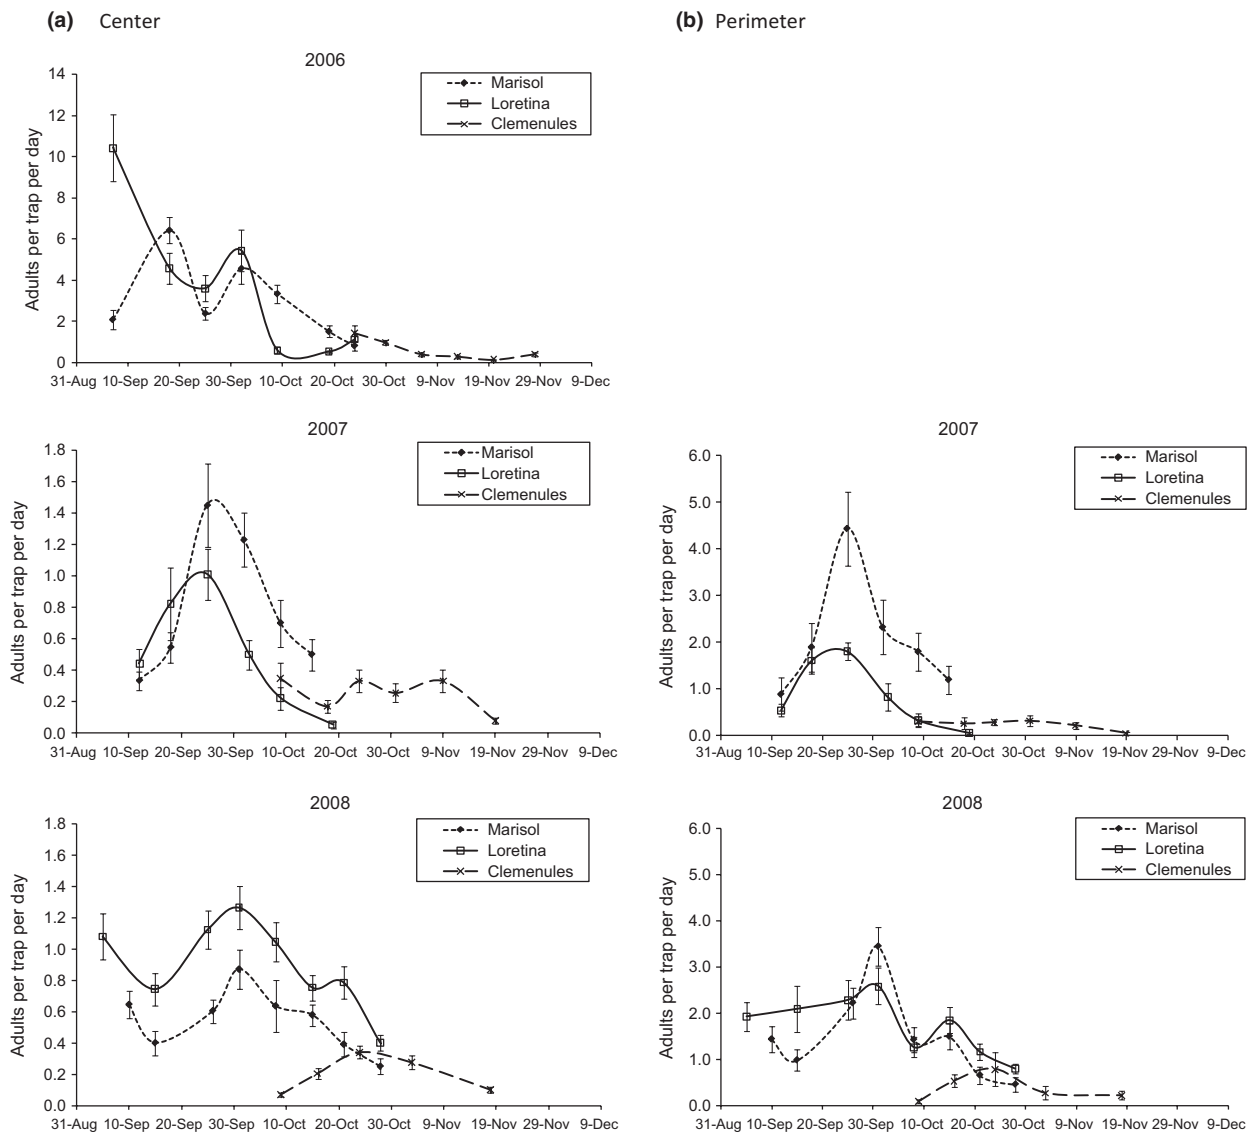 (a) Center
(b) Perimeter
2006
Adults per trap per day
14
12
10
8
6
4
2
0
Marisol
Loretina
Clemenules
31-Aug 10-Sep 20-Sep 30-Sep 10-Oct 20-Oct 30-Oct 9-Nov 19-Nov 29-Nov 9-Dec
2007
Adults per trap per day
1.8
1.6
1.4
1.2
1.0
0.8
0.6
0.4
0.2
0.0
Marisol
Loretina
Clemenules
31-Aug 10-Sep 20-Sep 30-Sep 10-Oct 20-Oct 30-Oct 9-Nov 19-Nov 29-Nov 9-Dec
2007
Adults per trap per day
6.0
5.0
4.0
3.0
2.0
1.0
0.0
Marisol
Loretina
Clemenules
31-Aug 10-Sep 20-Sep 30-Sep 10-Oct 20-Oct 30-Oct 9-Nov 19-Nov 29-Nov 9-Dec
2008
Adults per trap per day
1.8
1.6
1.4
1.2
1.0
0.8
0.6
0.4
0.2
0.0
Marisol
Loretina
Clemenules
31-Aug 10-Sep 20-Sep 30-Sep 10-Oct 20-Oct 30-Oct 9-Nov 19-Nov 29-Nov 9-Dec
2008
Adults per trap per day
6.0
5.0
4.0
3.0
2.0
1.0
0.0
Marisol
Loretina
Clemenules
31-Aug 10-Sep 20-Sep 30-Sep 10-Oct 20-Oct 30-Oct 9-Nov 19-Nov 29-Nov 9-Dec